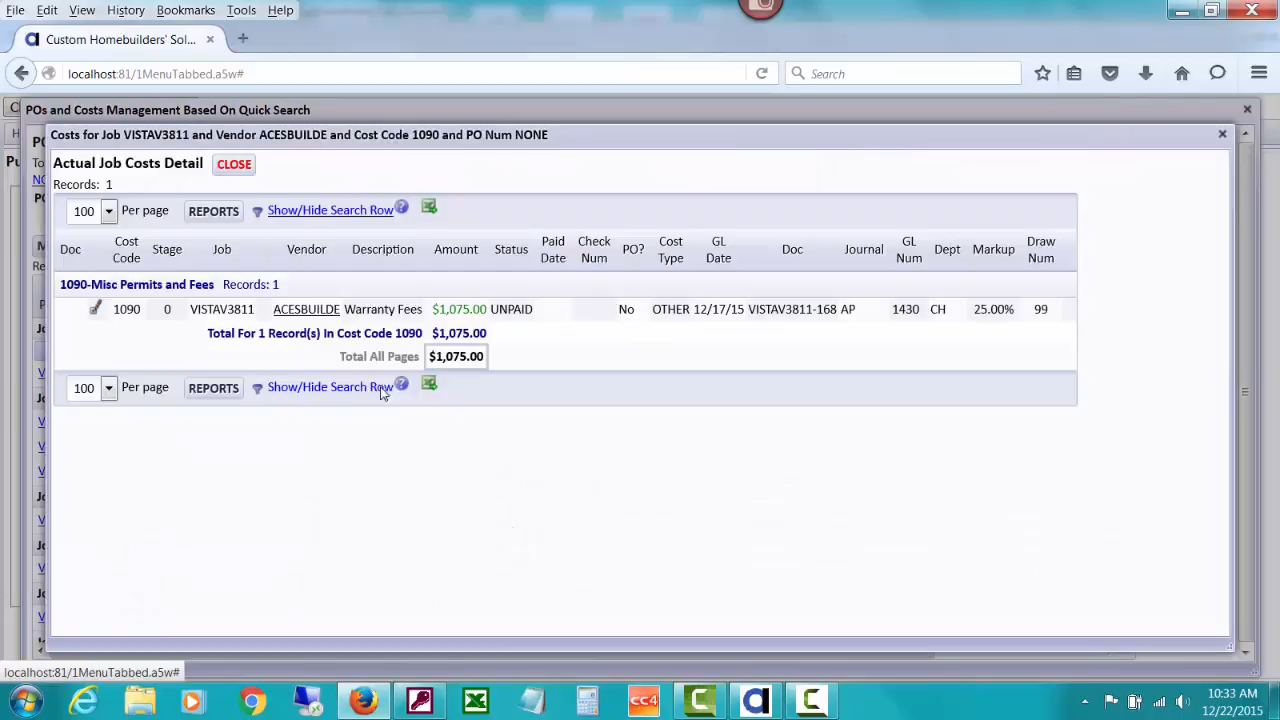 File Edit View History Bookmarks Tools Help
Custom Homebuilders' Sol...
localhost:81/1MenuTabbed.a5w#
Search
POs and Costs Management Based On Quick Search
Costs for Job VISTAV3811 and Vendor ACESBUILDE and Cost Code 1090 and PO Num NONE
Actual Job Costs Detail CLOSE
Records: 1
100 Per page REPORTS Show/Hide Search Row
Doc Cost Code Stage Job Vendor Description Amount Status Paid Date Check Num PO? Cost Type GL Date Doc Journal GL Num Dept Markup Draw Num
1090-Misc Permits and Fees Records: 1
1090 0 VISTAV3811 ACESBUILDE Warranty Fees $1,075.00 UNPAID No OTHER 12/17/15 VISTAV3811-168 AP 1430 CH 25.00% 99
Total For 1 Record(s) In Cost Code 1090 $1,075.00
Total All Pages $1,075.00
100 Per page REPORTS Show/Hide Search Row
localhost:81/1MenuTabbed.a5w#
CC4
10:33 AM
12/22/2015